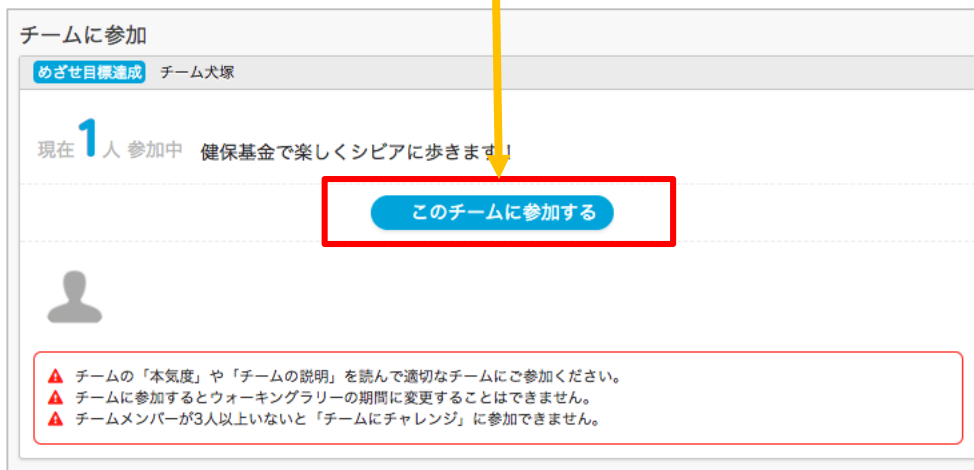 チームに参加
めざせ目標達成 チーム犬塚
現在1人 参加中 健保基金で楽しくシビアに歩きます!
このチームに参加する
チームの「本気度」や「チームの説明」を読んで適切なチームにご参加ください。
チームに参加するとウォーキングラリーの期間に変更することはできません。
チームメンバーが3人以上いないと「チームにチャレンジ」に参加できません。